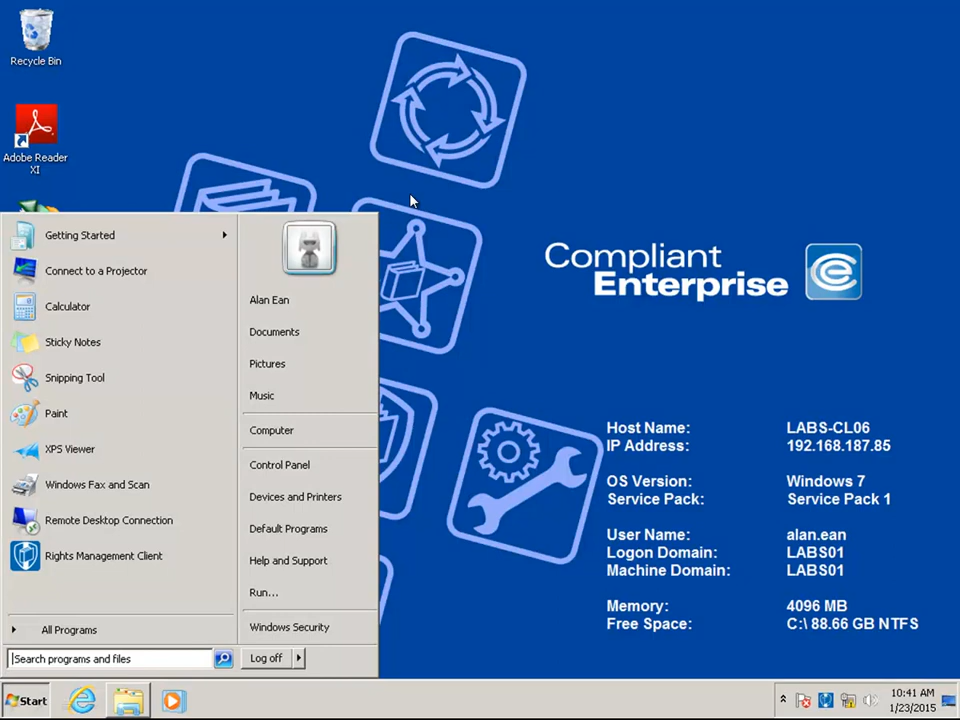 Recycle Bin
Adobe Reader
XI
Getting Started
Connect to a Projector
Calculator
Sticky Notes
Snipping Tool
Paint
XPS Viewer
Windows Fax and Scan
Remote Desktop Connection
Rights Management Client
All Programs
Search programs and files
Alan Ean
Documents
Pictures
Music
Computer
Control Panel
Devices and Printers
Default Programs
Help and Support
Run...
Windows Security
Log off
Compliant
Enterprise
Host Name: LABS-CL06
IP Address: 192.168.187.85
OS Version: Windows 7
Service Pack: Service Pack 1
User Name: alan.ean
Logon Domain: LABS01
Machine Domain: LABS01
Memory: 4096 MB
Free Space: C:\ 88.66 GB NTFS
Start
10:41 AM
1/23/2015